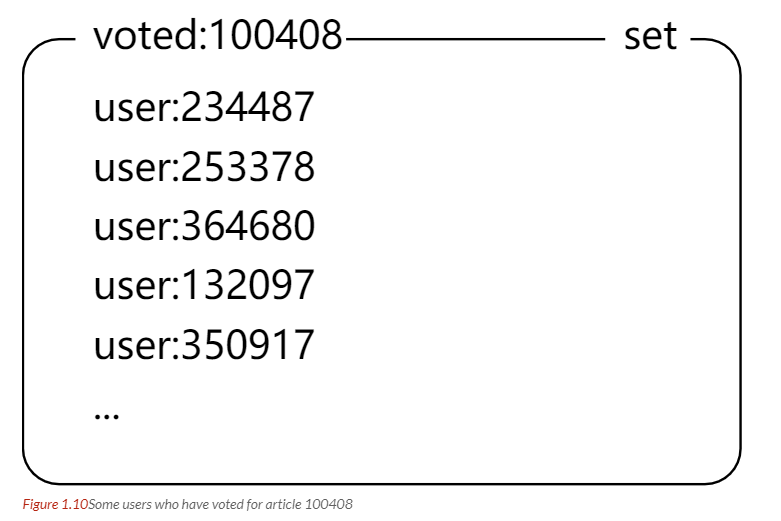 voted:100408 set
user:234487
user:253378
user:364680
user:132097
user:350917
...
Figure 1.10Some users who have voted for article 100408